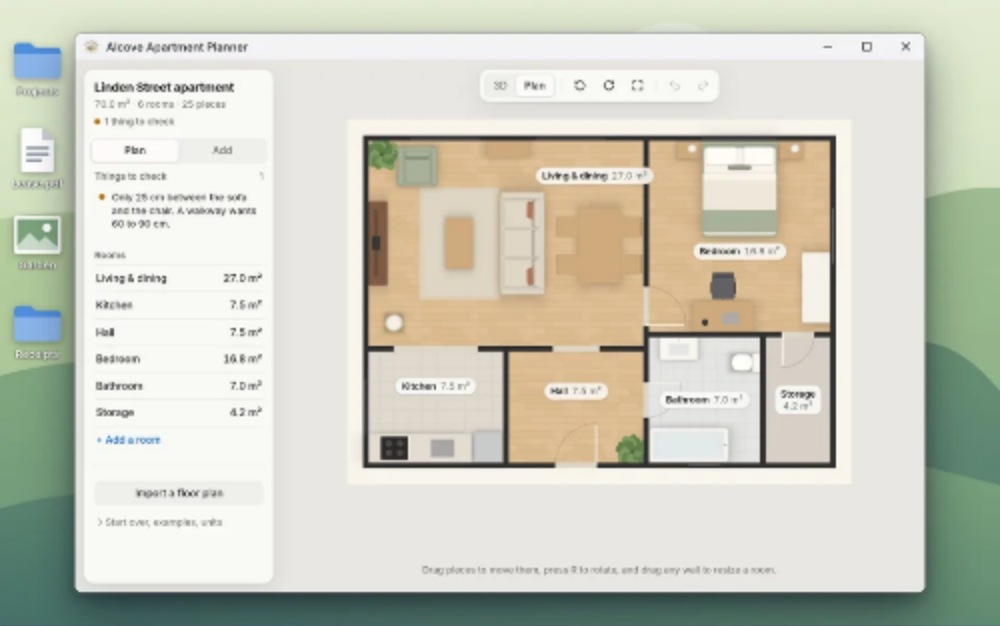 Alcove Apartment Planner
Linden Street apartment
70.0 m² · 6 rooms · 25 pieces
1 thing to check
Plan
Add
Things to check 1
Only 25 cm between the sofa
and the chair. A walkway wants
60 to 90 cm.
Rooms
Living & dining 27.0 m²
Kitchen 7.5 m²
Hall 7.5 m²
Bedroom 16.8 m²
Bathroom 7.0 m²
Storage 4.2 m²
+ Add a room
Import a floor plan
Start over, examples, units
3D Plan
Living & dining 27.0 m²
Bedroom 16.8 m²
Kitchen 7.5 m²
Hall 7.5 m²
Bathroom 7.0 m²
Storage
4.2 m²
Drag pieces to move them, press R to rotate, and drag any wall to resize a room.
Projects
Garden
Receipts